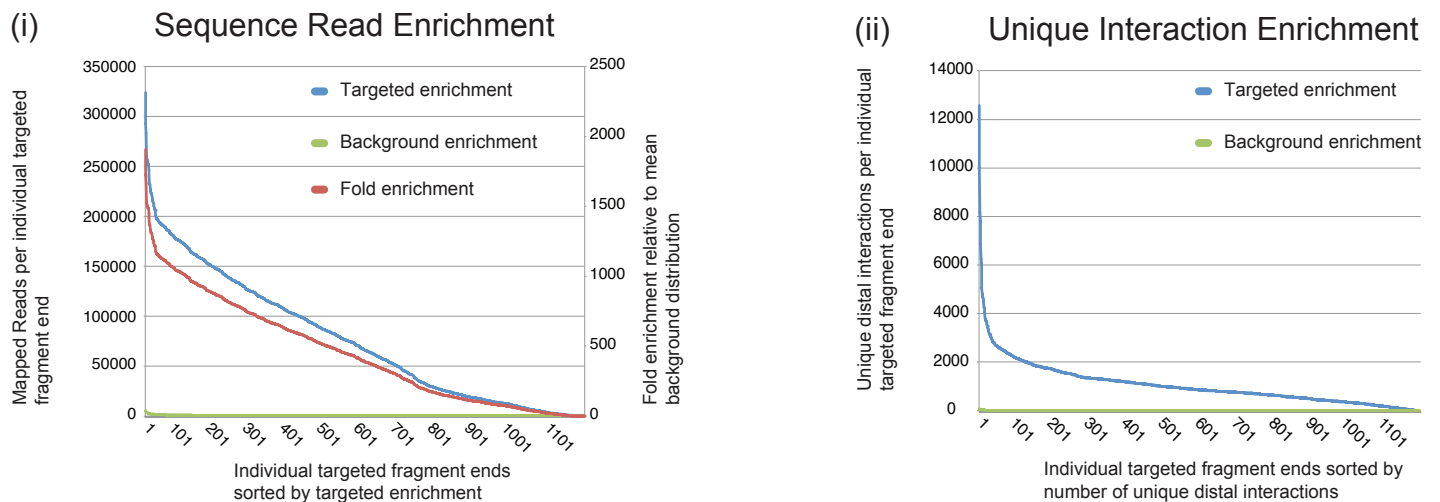 (i)
Sequence Read Enrichment
Mapped Reads per individual targeted
fragment end
350000
300000
250000
200000
150000
100000
50000
0
2500
2000
1500
1000
500
0
Fold enrichment relative to mean
background distribution
Targeted enrichment
Background enrichment
Fold enrichment
1
101
201
301
401
501
601
701
801
901
1001
1101
Individual targeted fragment ends
sorted by targeted enrichment
(ii)
Unique Interaction Enrichment
Unique distal interactions per individual
targeted fragment end
14000
12000
10000
8000
6000
4000
2000
0
Targeted enrichment
Background enrichment
1
101
201
301
401
501
601
701
801
901
1001
1101
Individual targeted fragment ends sorted by
number of unique distal interactions